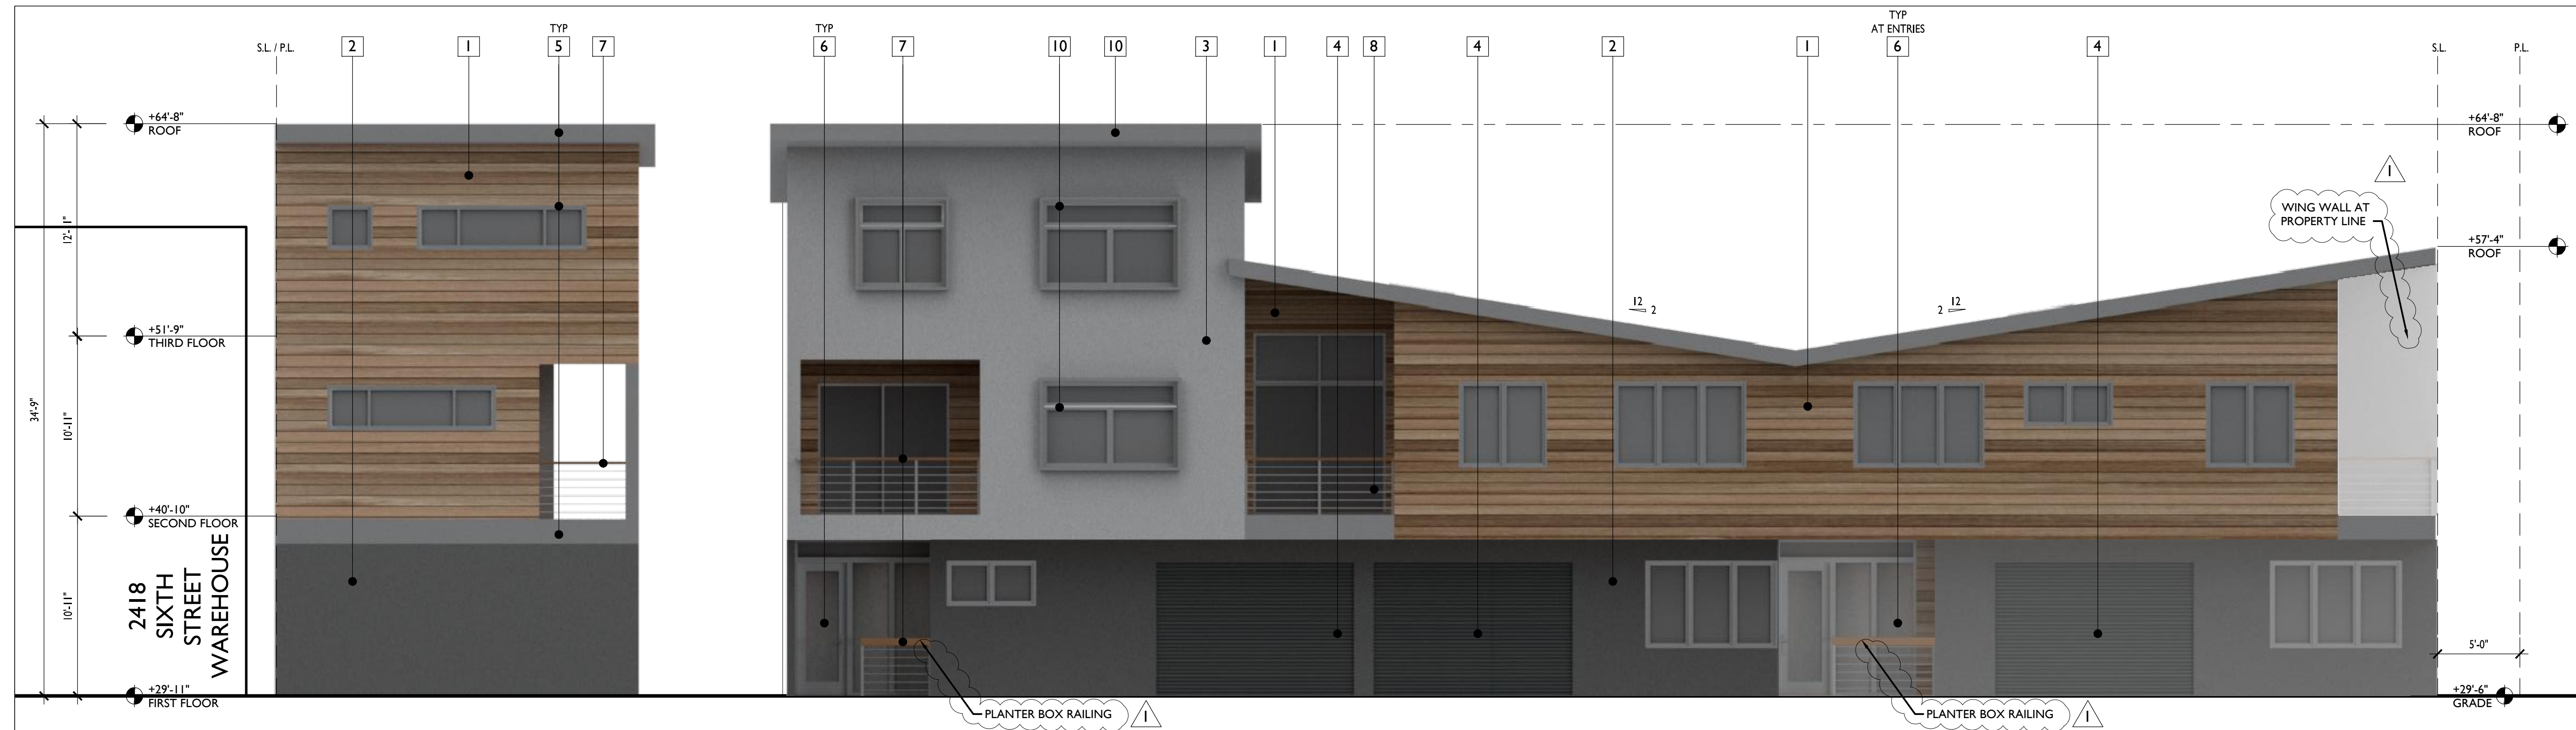 TYP
TYP
TYP
AT ENTRIES
S.L. / P.L.
2
1
5
7
6
7
10
10
3
1
4
8
4
2
1
6
4
S.L.
P.L.
+64'-8"
ROOF
+64'-8"
ROOF
12'-1"
WING WALL AT
PROPERTY LINE
1
+57'-4"
ROOF
12
2
12
2
+51'-9"
THIRD FLOOR
34'-9"
10'-11"
+40'-10"
SECOND FLOOR
2418
SIXTH
STREET
WAREHOUSE
10'-11"
5'-0"
+29'-11"
FIRST FLOOR
PLANTER BOX RAILING
1
PLANTER BOX RAILING
1
+29'-6"
GRADE